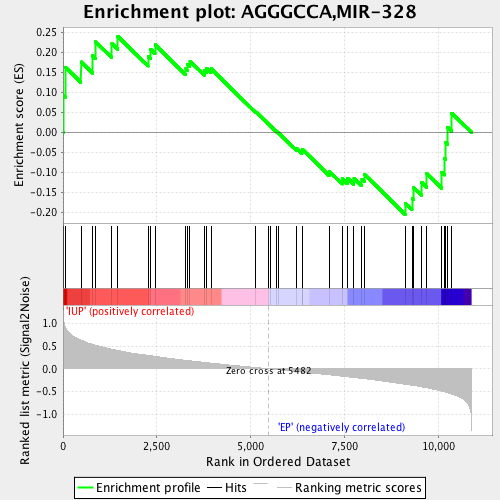 Enrichment plot: AGGGCCA,MIR-328
Enrichment score (ES)
0.25
0.20
0.15
0.10
0.05
0.00
-0.05
-0.10
-0.15
-0.20
Ranked list metric (Signal2Noise)
1.0
0.5
0.0
-0.5
-1.0
'IUP' (positively correlated)
Zero cross at 5482
'EP' (negatively correlated)
0
2,500
5,000
7,500
10,000
Rank in Ordered Dataset
Enrichment profile
Hits
Ranking metric scores